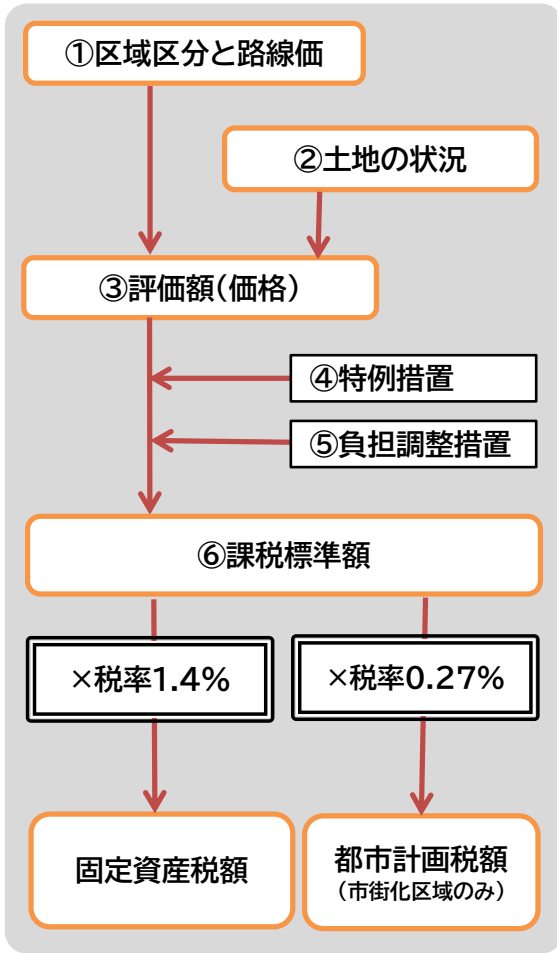 ①区域区分と路線価
②土地の状況
③評価額(価格)
④特例措置
⑤負担調整措置
⑥課税標準額
×税率1.4%
×税率0.27%
固定資産税額
都市計画税額
(市街化区域のみ)